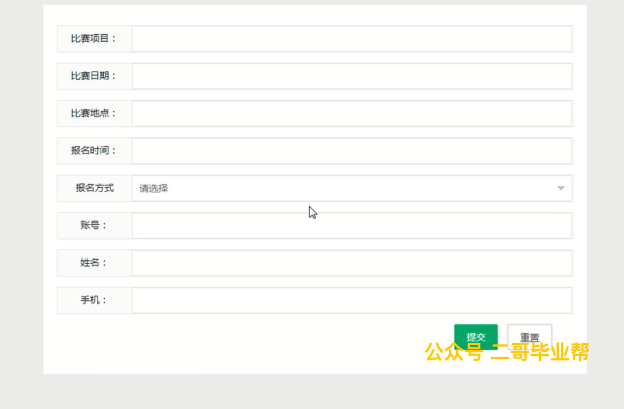 比赛项目：
比赛日期：
比赛地点：
报名时间：
报名方式 请选择
账号：
姓名：
手机：
提交 重置
公众号 二哥毕业帮